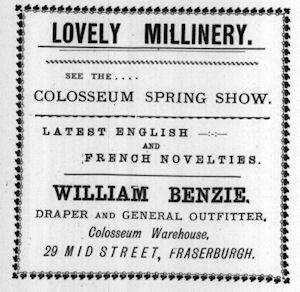 LOVELY MILLINERY.
SEE THE....
COLOSSEUM SPRING SHOW.
LATEST ENGLISH —:—
AND
FRENCH NOVELTIES.
WILLIAM BENZIE,
DRAPER AND GENERAL OUTFITTER,
Colosseum Warehouse,
29 MID STREET, FRASERBURGH.